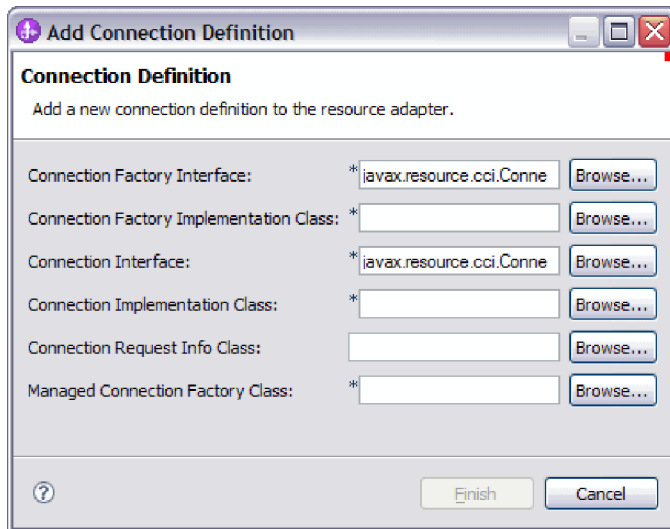 Add Connection Definition
Connection Definition
Add a new connection definition to the resource adapter.
Connection Factory Interface: * javax.resource.cci.Conne Browse...
Connection Factory Implementation Class: * Browse...
Connection Interface: * javax.resource.cci.Conne Browse...
Connection Implementation Class: * Browse...
Connection Request Info Class: Browse...
Managed Connection Factory Class: * Browse...
? Finish Cancel